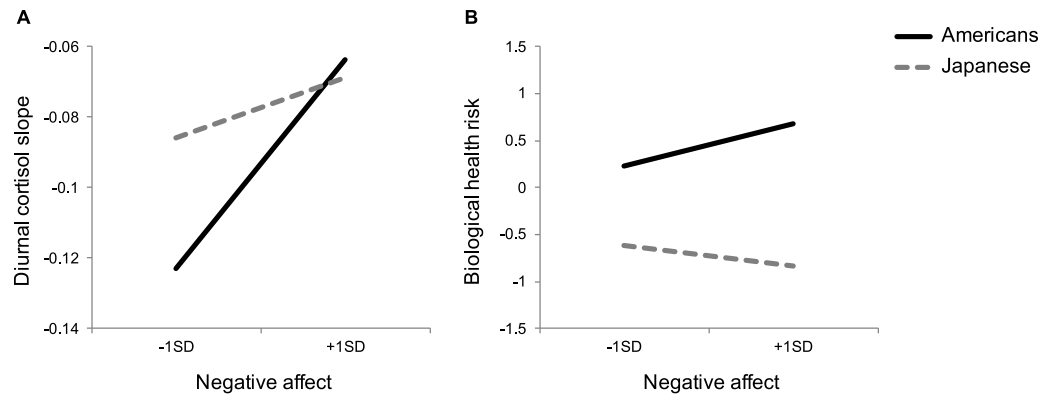 A
Diurnal cortisol slope
-0.06
-0.08
-0.1
-0.12
-0.14
-1SD
+1SD
Negative affect
B
Biological health risk
1.5
1
0.5
0
-0.5
-1
-1.5
-1SD
+1SD
Negative affect
Americans
Japanese